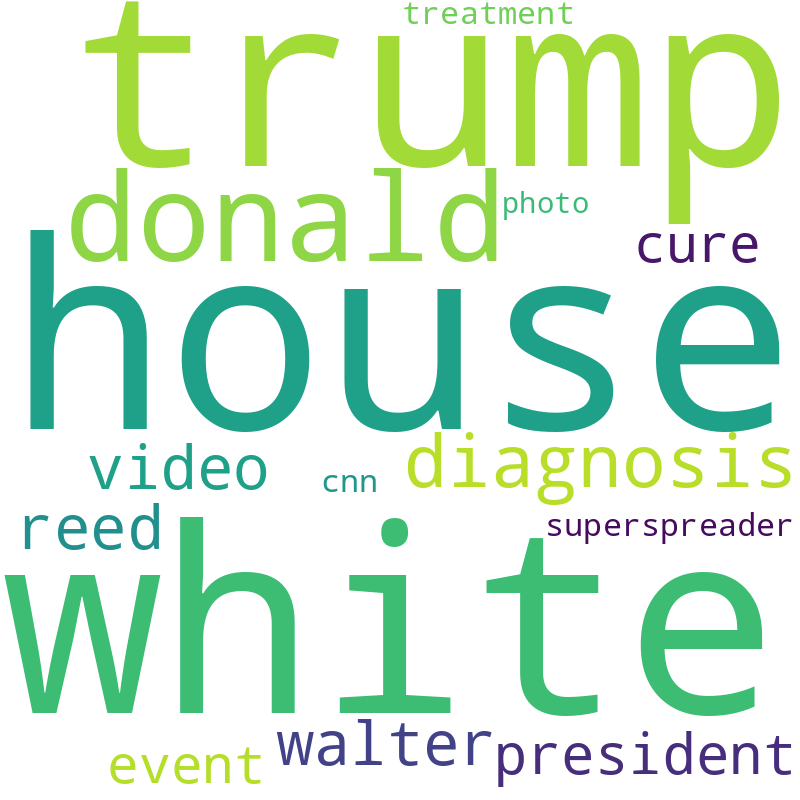 treatment
trump
donald
photo
cure
house
video
diagnosis
cnn
reed
superspreader
white
walter
president
event